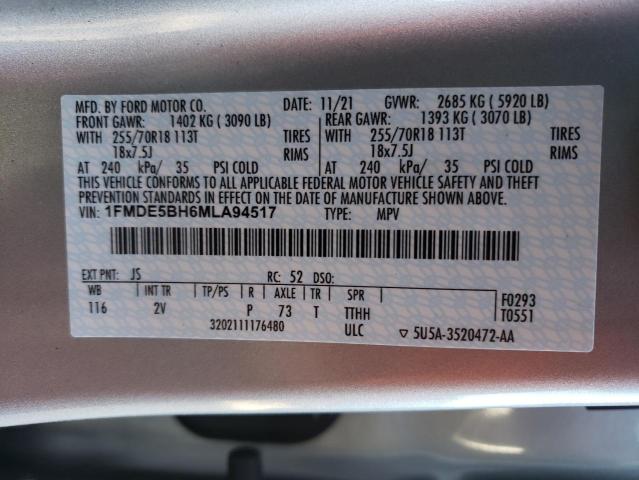 MFD. BY FORD MOTOR CO. DATE: 11/21 GVWR: 2685 KG ( 5920 LB)
FRONT GAWR: 1402 KG ( 3090 LB) REAR GAWR: 1393 KG ( 3070 LB)
WITH 255/70R18 113T TIRES WITH 255/70R18 113T TIRES
18x7.5J RIMS 18x7.5J RIMS
AT 240 kPa/ 35 PSI COLD AT 240 kPa/ 35 PSI COLD
THIS VEHICLE CONFORMS TO ALL APPLICABLE FEDERAL MOTOR VEHICLE SAFETY AND THEFT
PREVENTION STANDARDS IN EFFECT ON THE DATE OF MANUFACTURE SHOWN ABOVE.
VIN: 1FMDE5BH6MLA94517 TYPE: MPV
EXT PNT: JS RC: 52 DSO:
WB INT TR TP/PS R AXLE TR SPR F0293
116 2V P 73 T TTHH T0551
3202111176480 ULC ▽ 5U5A-3520472-AA